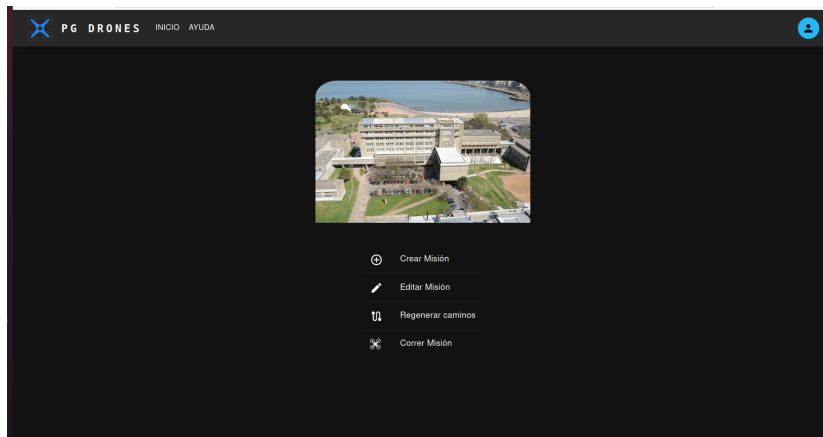 PG DRONES INICIO AYUDA
Crear Misión
Editar Misión
Regenerar caminos
Correr Misión